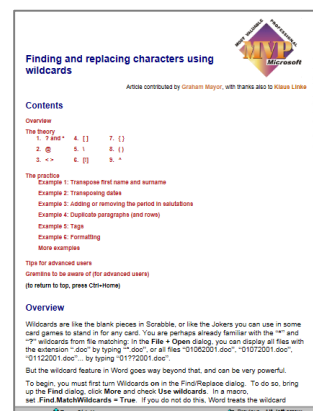 MOST VALUABLE PROFESSIONAL
MVP
Microsoft
Finding and replacing characters using
wildcards
Article contributed by Graham Mayor, with thanks also to Klaus Linke
Contents
Overview
The theory
1. ? and * 4. [ ] 7. { }
2. @ 5. \ 8. ( )
3. < > 6. [!] 9. ^
The practice
Example 1: Transpose first name and surname
Example 2: Transposing dates
Example 3: Adding or removing the period in salutations
Example 4: Duplicate paragraphs (and rows)
Example 5: Tags
Example 6: Formatting
More examples
Tips for advanced users
Gremlins to be aware of (for advanced users)
(to return to top, press Ctrl+Home)
Overview
Wildcards are like the blank pieces in Scrabble, or like the Jokers you can use in some
card games to stand in for any card. You are perhaps already familiar with the "*" and
"?" wildcards from file matching: In the File + Open dialog, you can display all files with
the extension ".doc" by typing "*.doc", or all files "01062001.doc", "01072001.doc",
"01122001.doc"... by typing "01??2001.doc".
But the wildcard feature in Word goes way beyond that, and can be very powerful.
To begin, you must first turn Wildcards on in the Find/Replace dialog. To do so, bring
up the Find dialog, click More and check Use wildcards. In a macro,
set .Find.MatchWildcards = True. If you do not do this, Word treats the wildcard